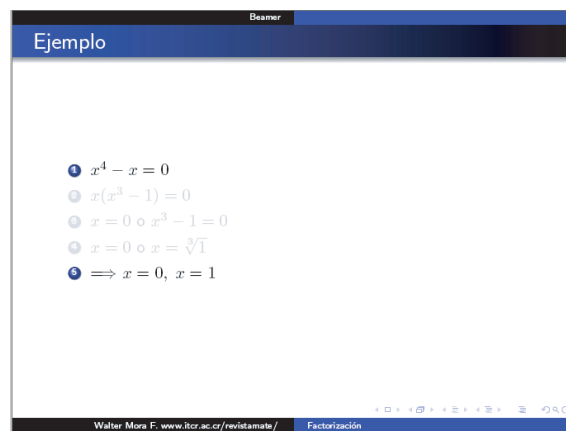 Beamer
Ejemplo
1 x⁴ − x = 0
2 x(x³ − 1) = 0
3 x = 0 o x³ − 1 = 0
4 x = 0 o x = ∛1
5 ⟹ x = 0, x = 1
Walter Mora F. www.itcr.ac.cr/revistamate/ Factorización